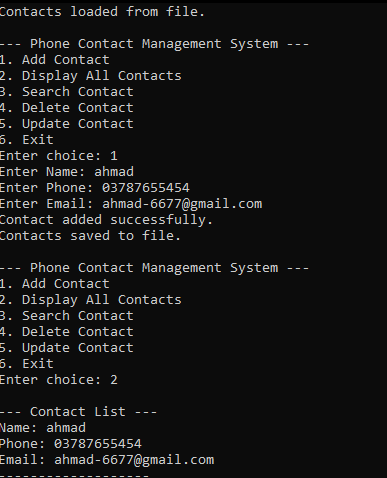 Contacts loaded from file.
--- Phone Contact Management System ---
1. Add Contact
2. Display All Contacts
3. Search Contact
4. Delete Contact
5. Update Contact
6. Exit
Enter choice: 1
Enter Name: ahmad
Enter Phone: 03787655454
Enter Email: ahmad-6677@gmail.com
Contact added successfully.
Contacts saved to file.
--- Phone Contact Management System ---
1. Add Contact
2. Display All Contacts
3. Search Contact
4. Delete Contact
5. Update Contact
6. Exit
Enter choice: 2
--- Contact List ---
Name: ahmad
Phone: 03787655454
Email: ahmad-6677@gmail.com
-------------------